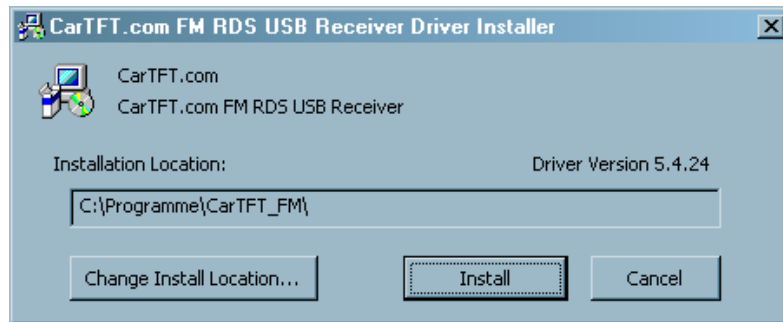 CarTFT.com FM RDS USB Receiver Driver Installer
CarTFT.com
CarTFT.com FM RDS USB Receiver
Installation Location: Driver Version 5.4.24
C:\Programme\CarTFT_FM\
Change Install Location... Install Cancel